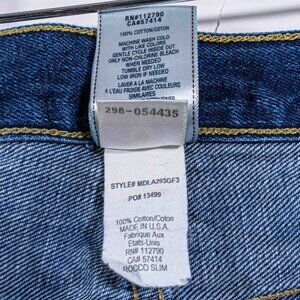 RN#112790
CA#57414
100% COTTON/COTON
MACHINE WASH COLD
WITH LIKE COLORS
GENTLE CYCLE INSIDE OUT
ONLY NON-CHLORINE BLEACH
WHEN NEEDED
TUMBLE DRY LOW
LOW IRON IF NEEDED
LAVER A LA MACHINE
A L'EAU FROIDE AVEC COULEURS
SIMILAIRES
298-054435
STYLE# MDLA295GF3
PO# 13499
100% Cotton/Coton
MADE IN U.S.A.
Fabrique Aux
Etats-Unis
RN# 112790
CA# 57414
ROCCO SLIM